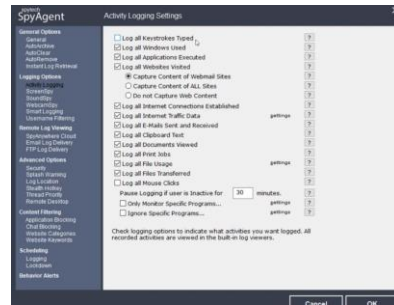 spytech
SpyAgent
Activity Logging Settings
General Options
General
AutoArchive
AutoClear
AutoRemove
Instant Log Retrieval
Logging Options
Activity Logging
ScreenSpy
SoundSpy
WebcamSpy
Smart Logging
Username Filtering
Remote Log Viewing
SpyAnywhere Cloud
Email Log Delivery
FTP Log Delivery
Advanced Options
Security
Splash Warning
Log Location
Stealth Hotkey
Thread Priority
Remote Desktop
Content Filtering
Application Blocking
Chat Blocking
Website Categories
Website Keywords
Scheduling
Logging
Lockdown
Behavior Alerts
Log all Keystrokes Typed ?
Log all Windows Used ?
Log all Applications Executed ?
Log all Websites Visited ?
Capture Content of Webmail Sites ?
Capture Content of ALL Sites ?
Do not Capture Web Content ?
Log all Internet Connections Established ?
Log all Internet Traffic Data settings ?
Log all E-Mails Sent and Received ?
Log all Clipboard Text ?
Log all Documents Viewed ?
Log all Print Jobs ?
Log all File Usage settings ?
Log all Files Transferred ?
Log all Mouse Clicks ?
Pause Logging if user is Inactive for 30 minutes. ?
Only Monitor Specific Programs... settings ?
Ignore Specific Programs... settings ?
Check logging options to indicate what activities you want logged. All
recorded activities are viewed in the built-in log viewers.
Cancel OK